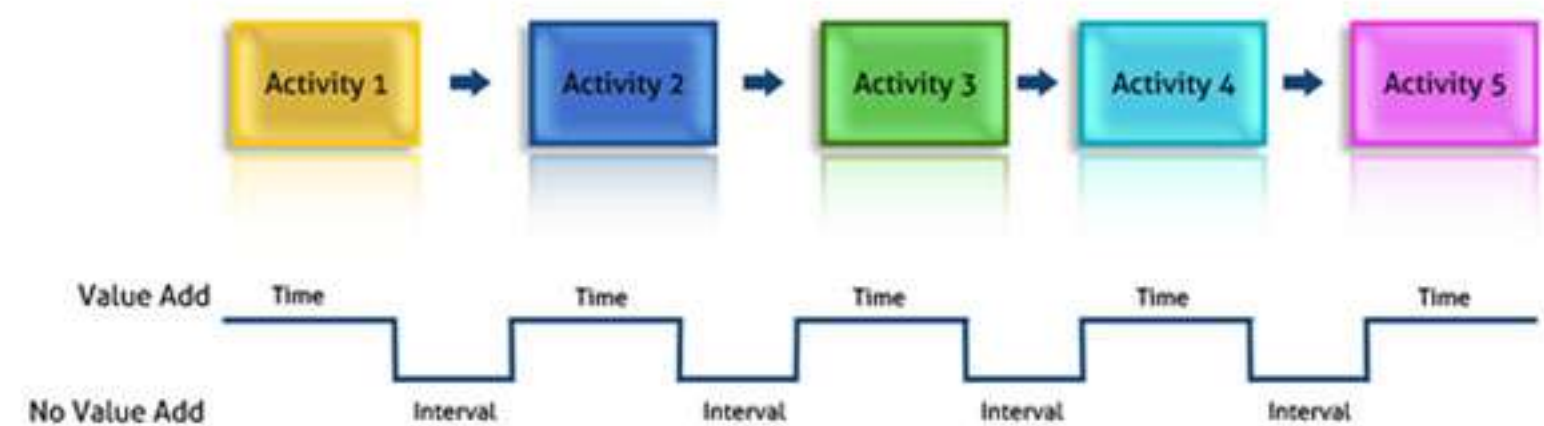 Activity 1 Activity 2 Activity 3 Activity 4 Activity 5
Value Add Time Time Time Time Time
No Value Add Interval Interval Interval Interval